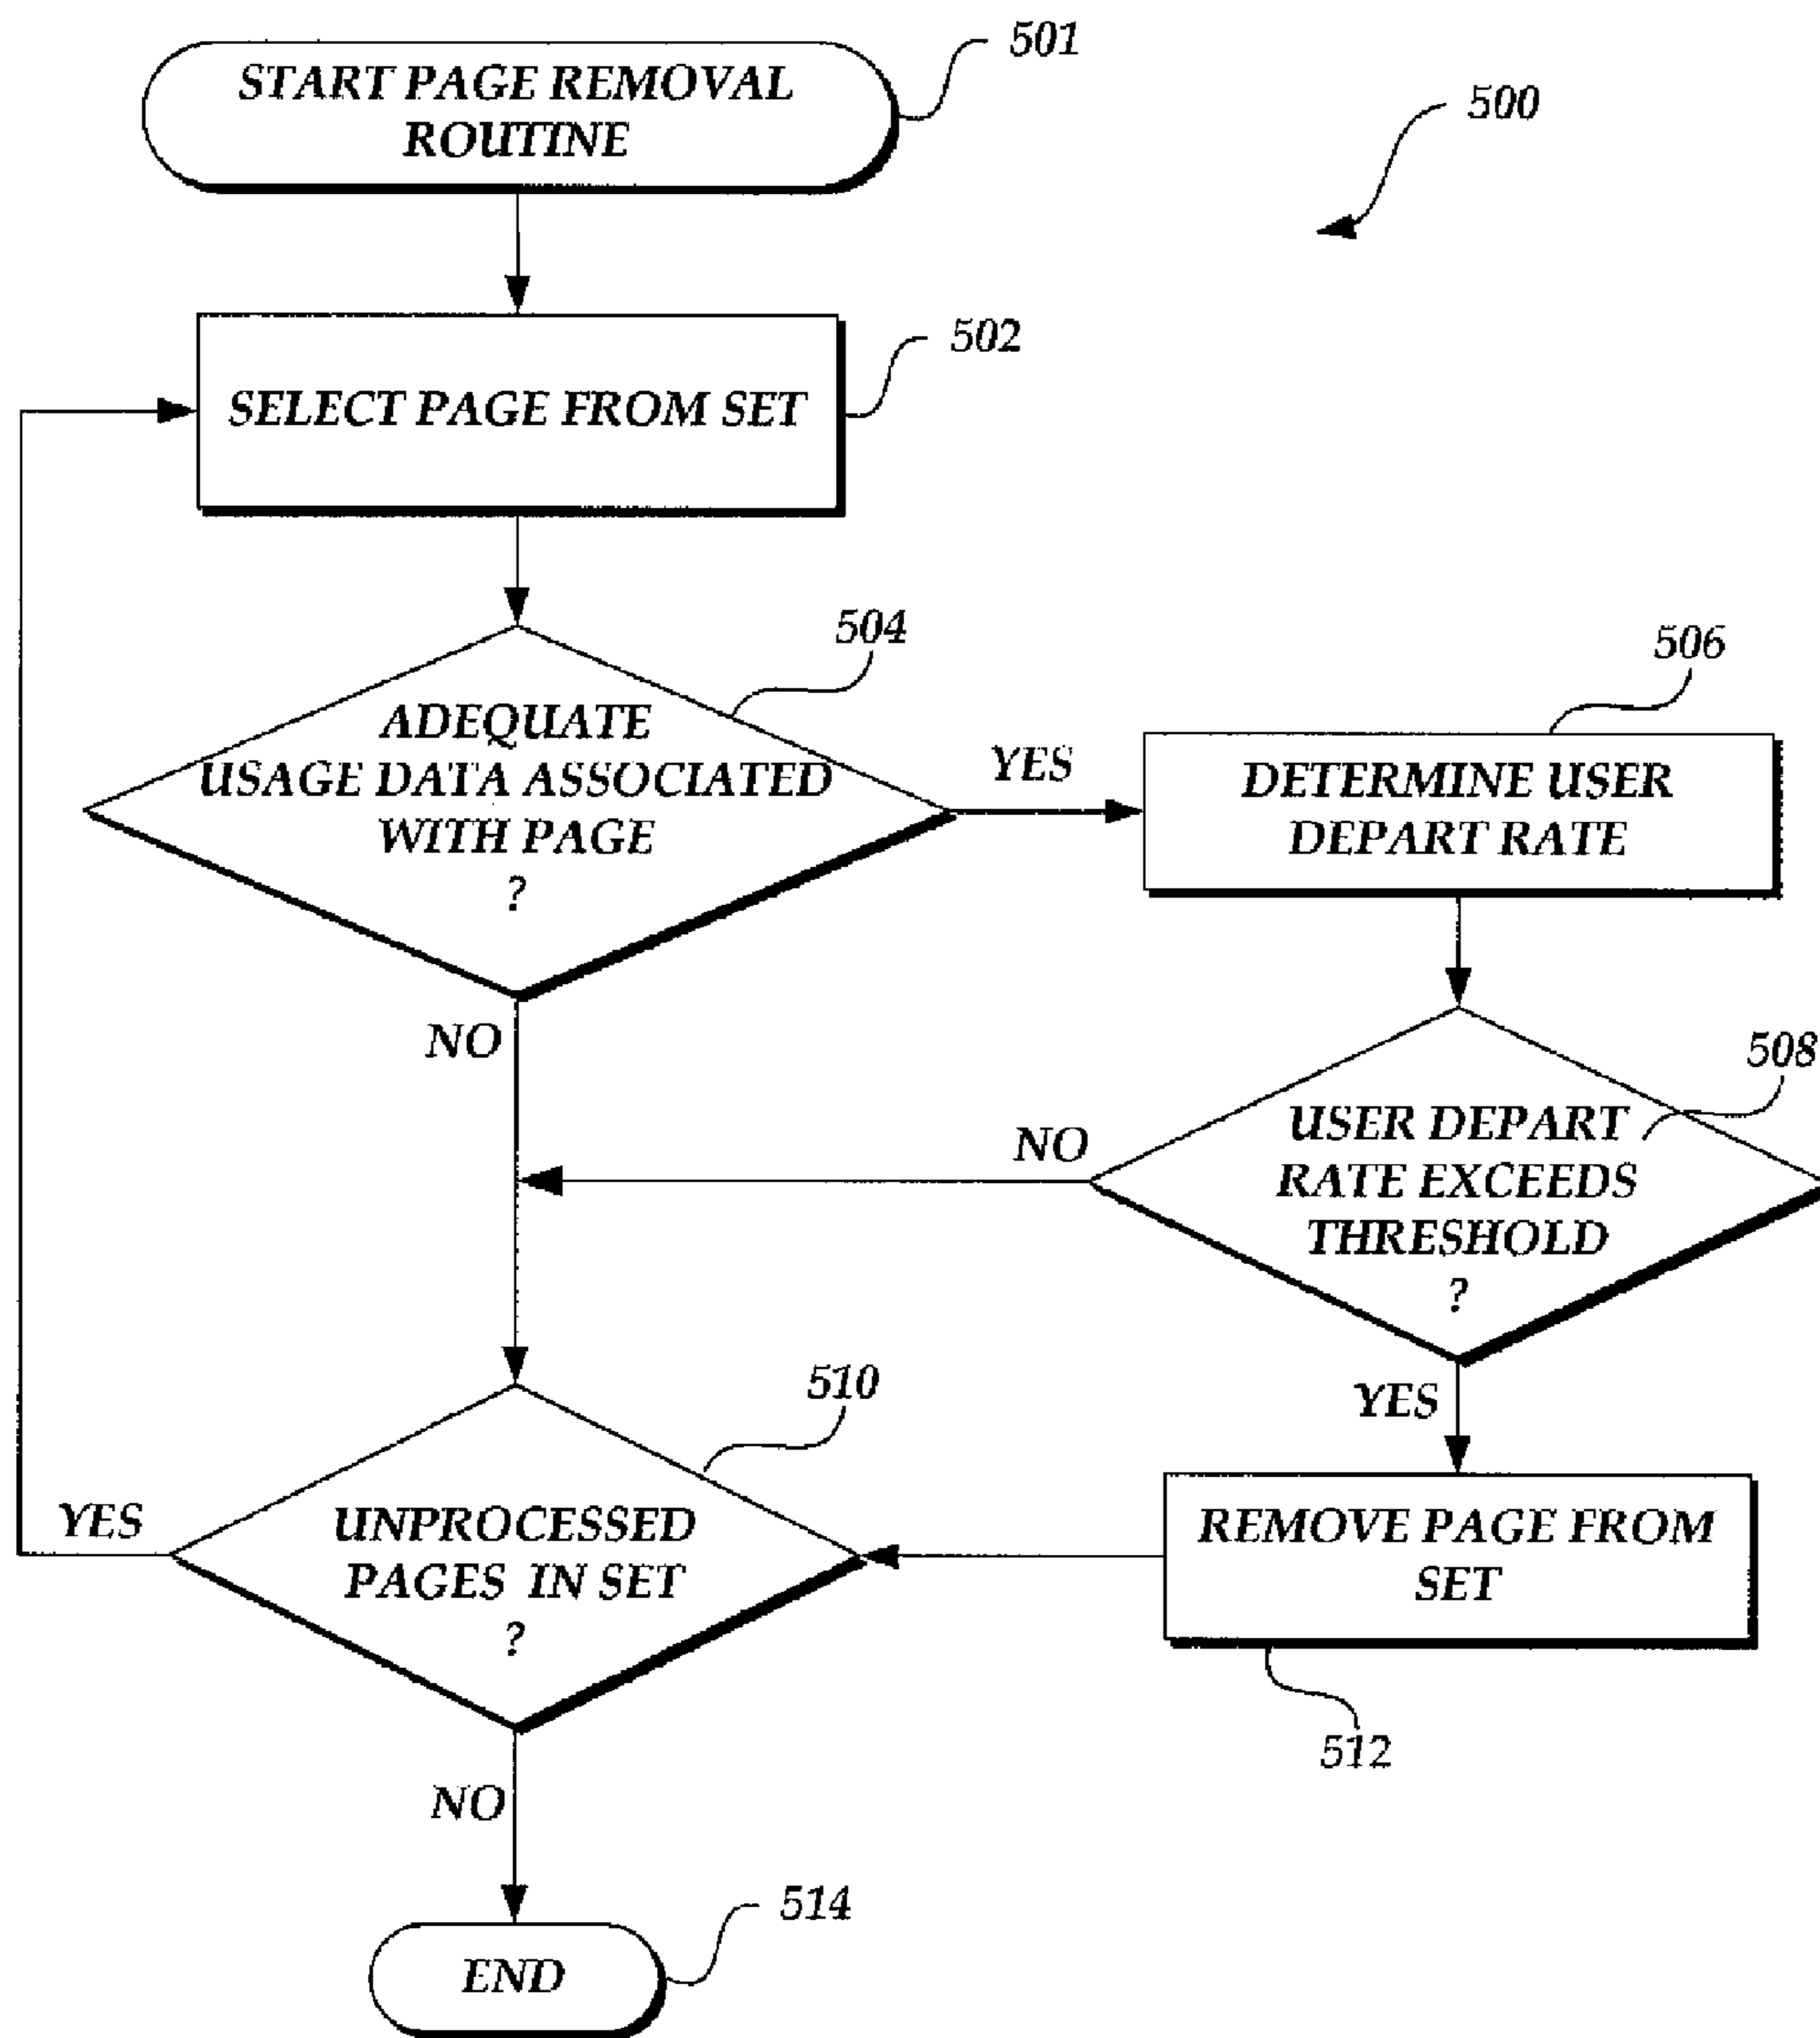 START PAGE REMOVAL
ROUTINE
501
500
SELECT PAGE FROM SET
502
ADEQUATE
USAGE DATA ASSOCIATED
WITH PAGE
?
504
YES
DETERMINE USER
DEPART RATE
506
NO
USER DEPART
RATE EXCEEDS
THRESHOLD
?
508
NO
YES
UNPROCESSED
PAGES IN SET
?
510
YES
REMOVE PAGE FROM
SET
512
NO
END
514